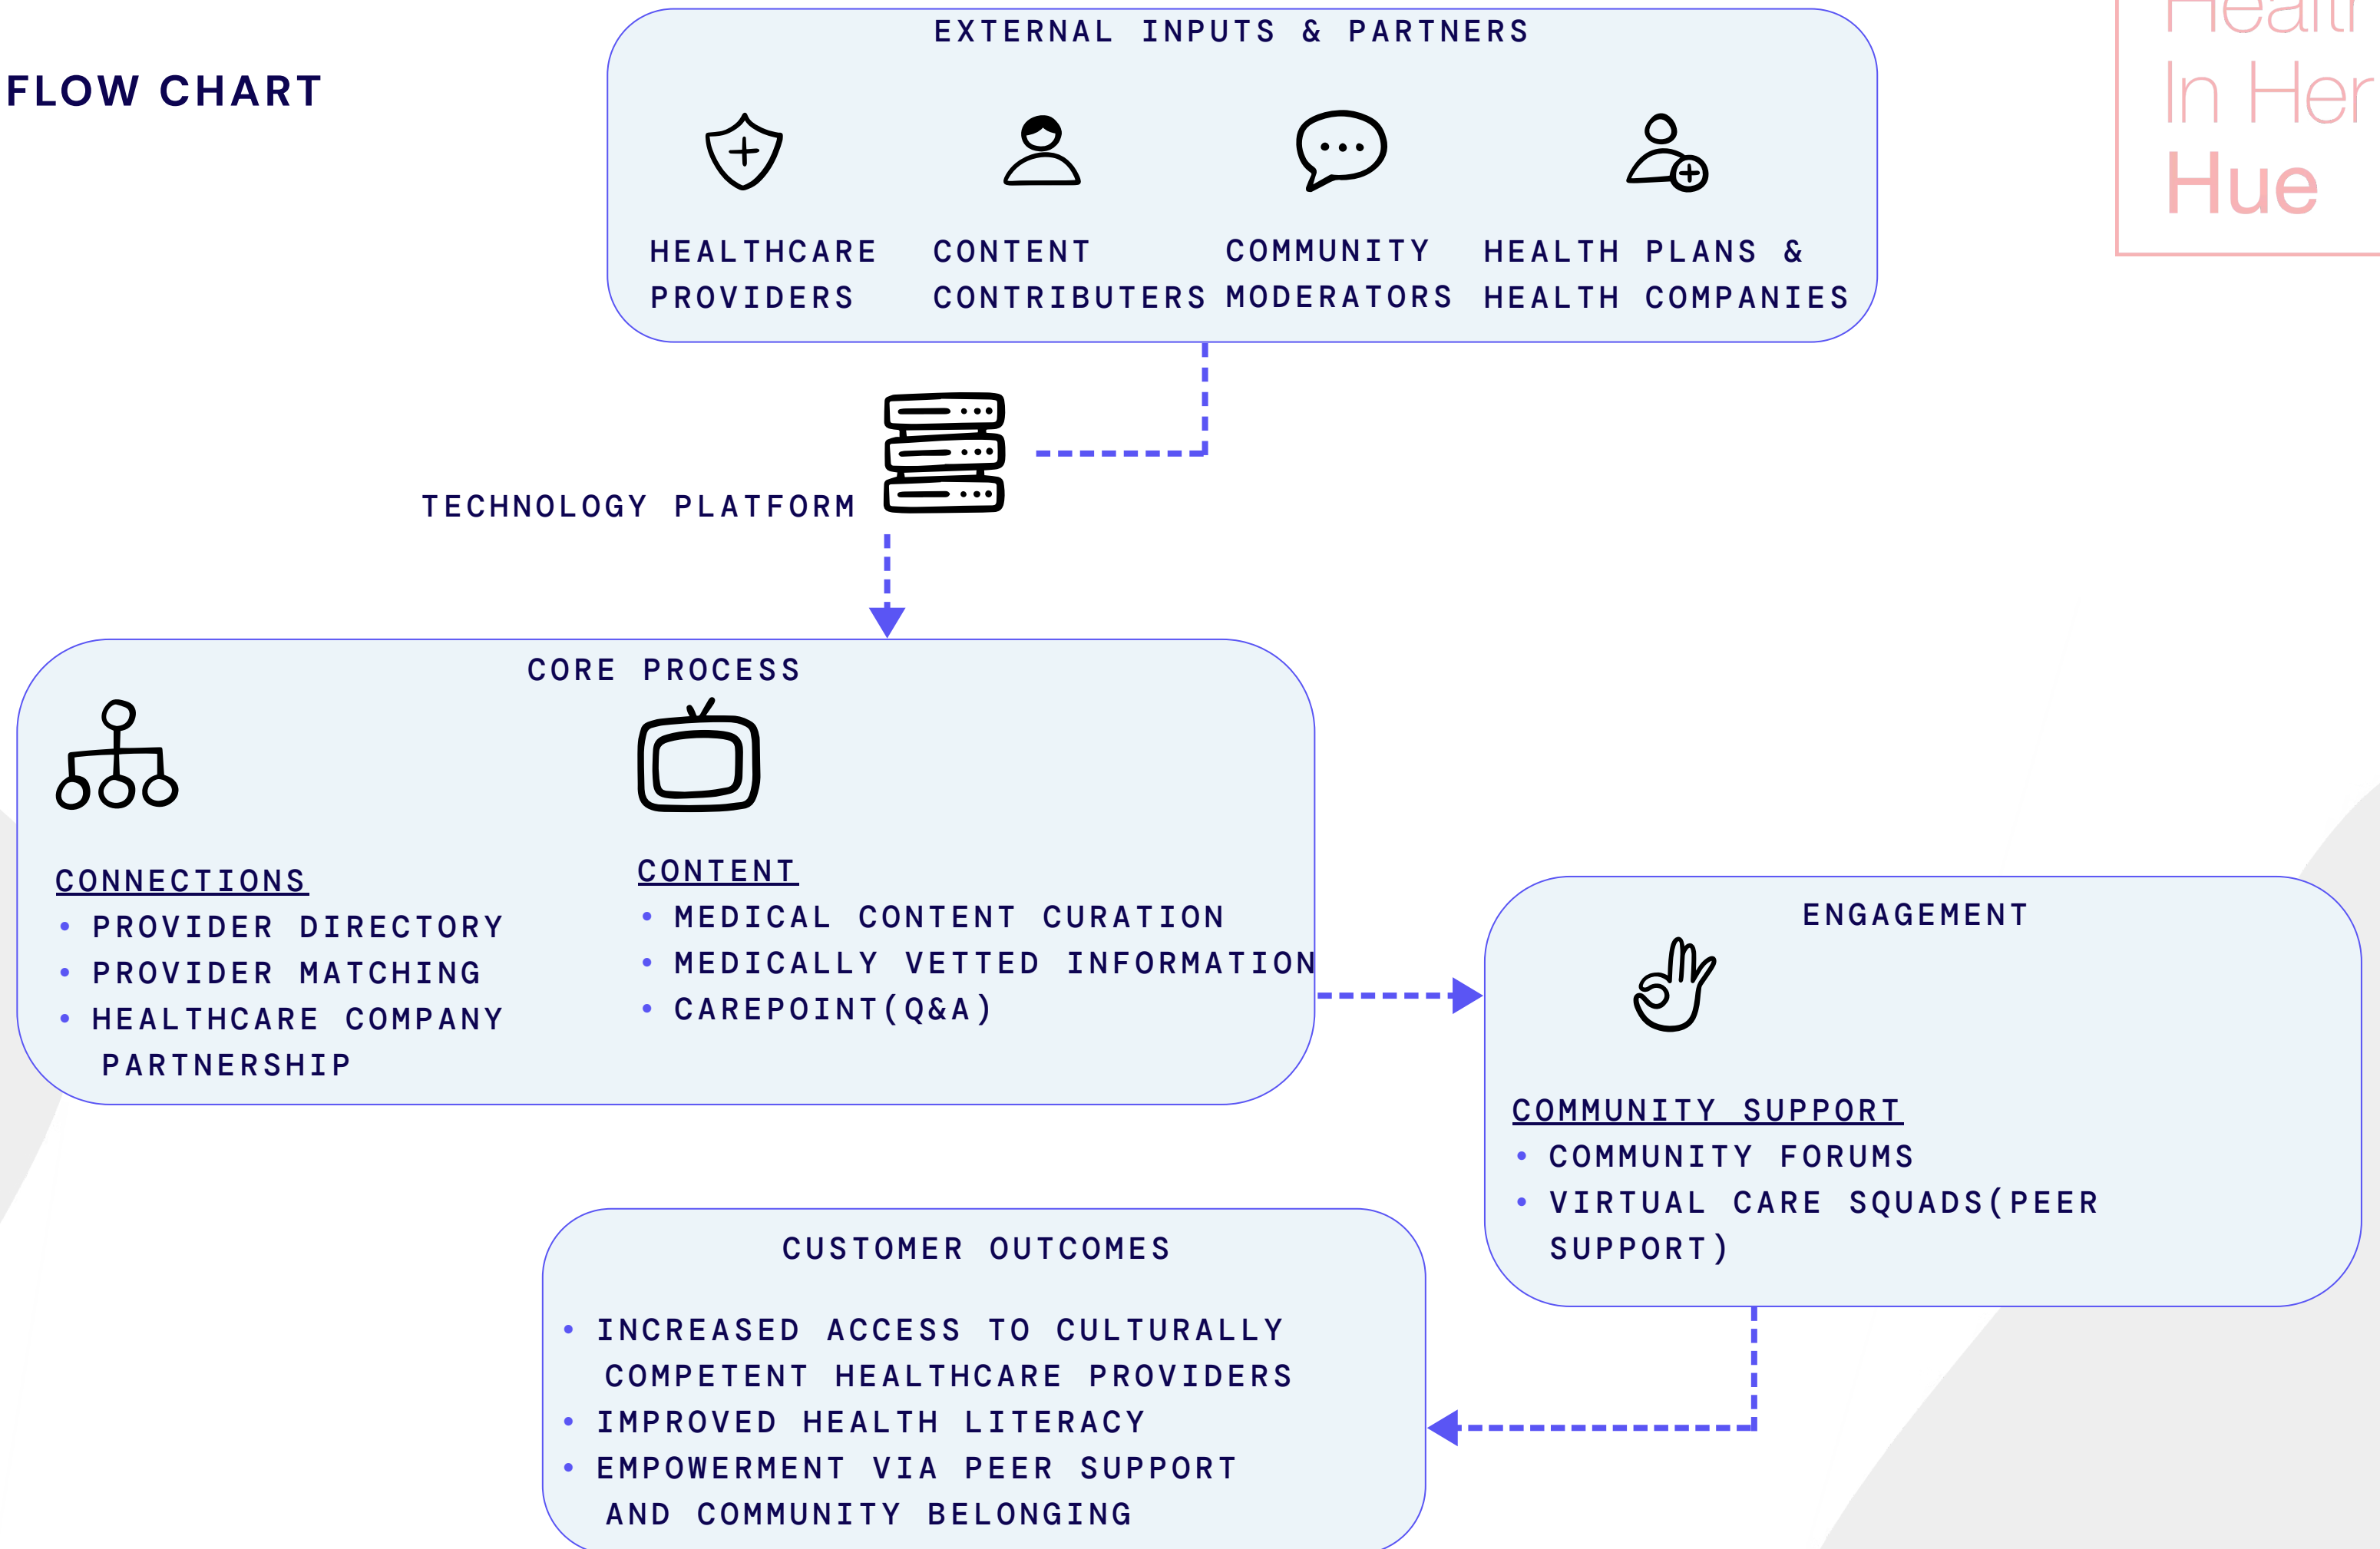 FLOW CHART
EXTERNAL INPUTS & PARTNERS
HEALTHCARE
PROVIDERS
CONTENT
CONTRIBUTERS
COMMUNITY
MODERATORS
HEALTH PLANS &
HEALTH COMPANIES
In Her
Hue
TECHNOLOGY PLATFORM
CORE PROCESS
CONNECTIONS
• PROVIDER DIRECTORY
• PROVIDER MATCHING
• HEALTHCARE COMPANY
PARTNERSHIP
CONTENT
• MEDICAL CONTENT CURATION
• MEDICALLY VETTED INFORMATION
• CAREPOINT(Q&A)
ENGAGEMENT
COMMUNITY SUPPORT
• COMMUNITY FORUMS
• VIRTUAL CARE SQUADS(PEER
SUPPORT)
CUSTOMER OUTCOMES
• INCREASED ACCESS TO CULTURALLY
COMPETENT HEALTHCARE PROVIDERS
• IMPROVED HEALTH LITERACY
• EMPOWERMENT VIA PEER SUPPORT
AND COMMUNITY BELONGING